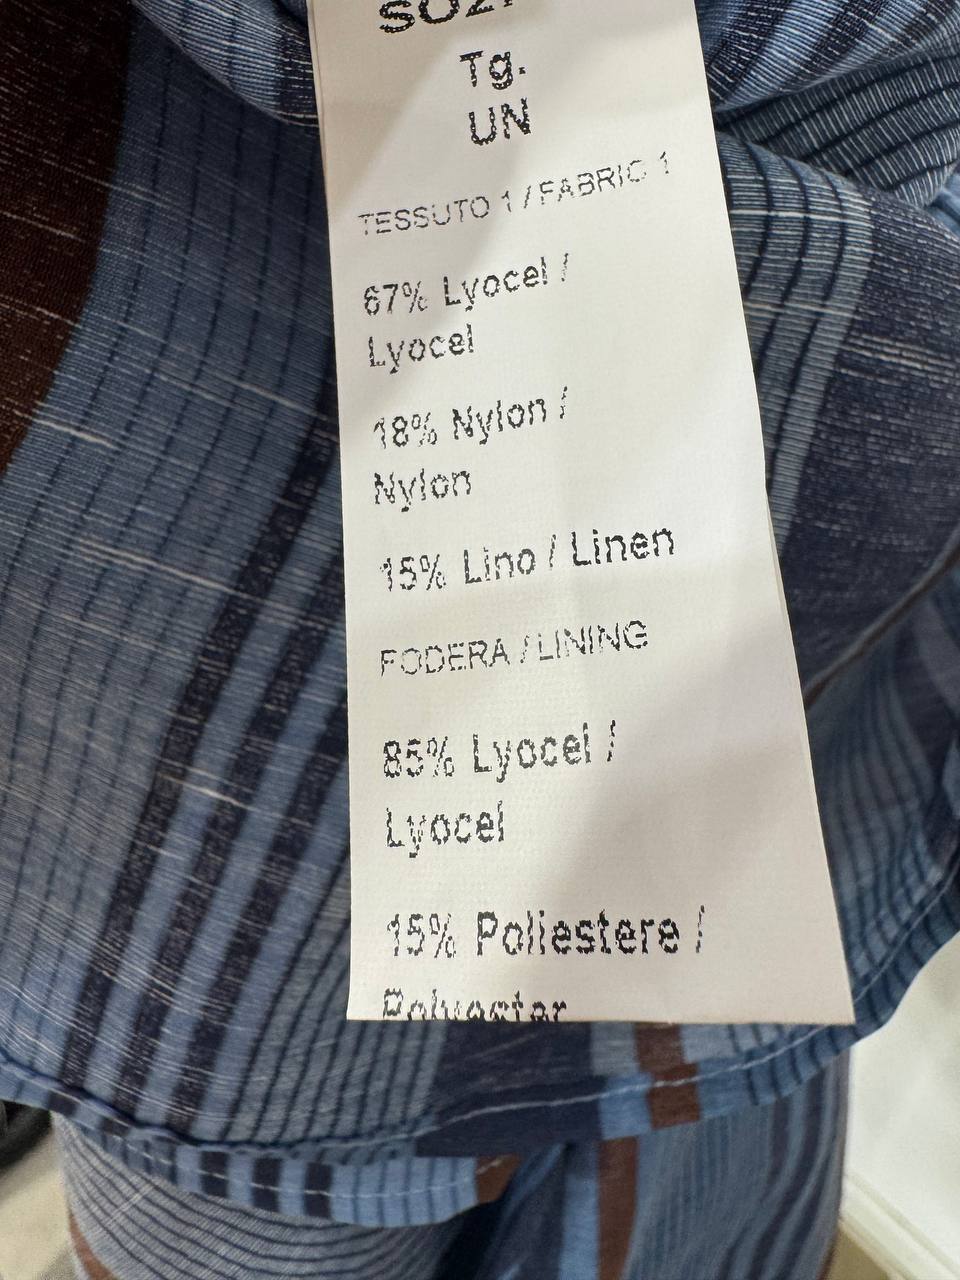 Tg.
UN
TESSUTO 1 / FABRIC 1
67% Lyocel /
Lyocel
18% Nylon /
Nylon
15% Lino / Linen
FODERA / LINING
85% Lyocel /
Lyocel
15% Poliestere /
Polyester